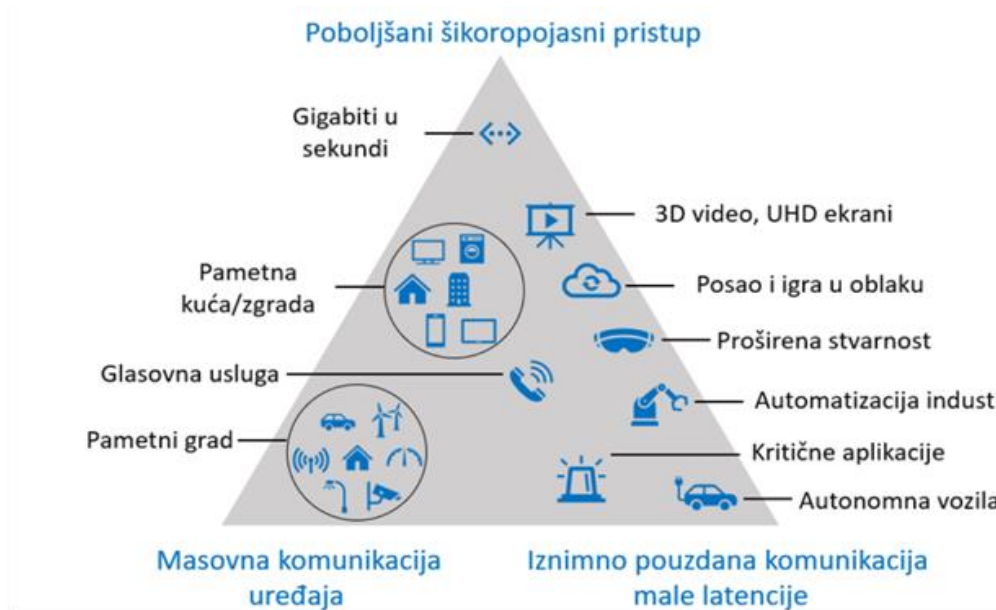 Poboljšani šikoropojasni pristup
Gigabiti u
sekundi
3D video, UHD ekrani
Pametna
kuća/zgrada
Posao i igra u oblaku
Proširena stvarnost
Glasovna usluga
Automatizacija indust
Pametni grad
Kritične aplikacije
Autonomna vozila
Masovna komunikacija
uređaja
Iznimno pouzdana komunikacija
male latencije